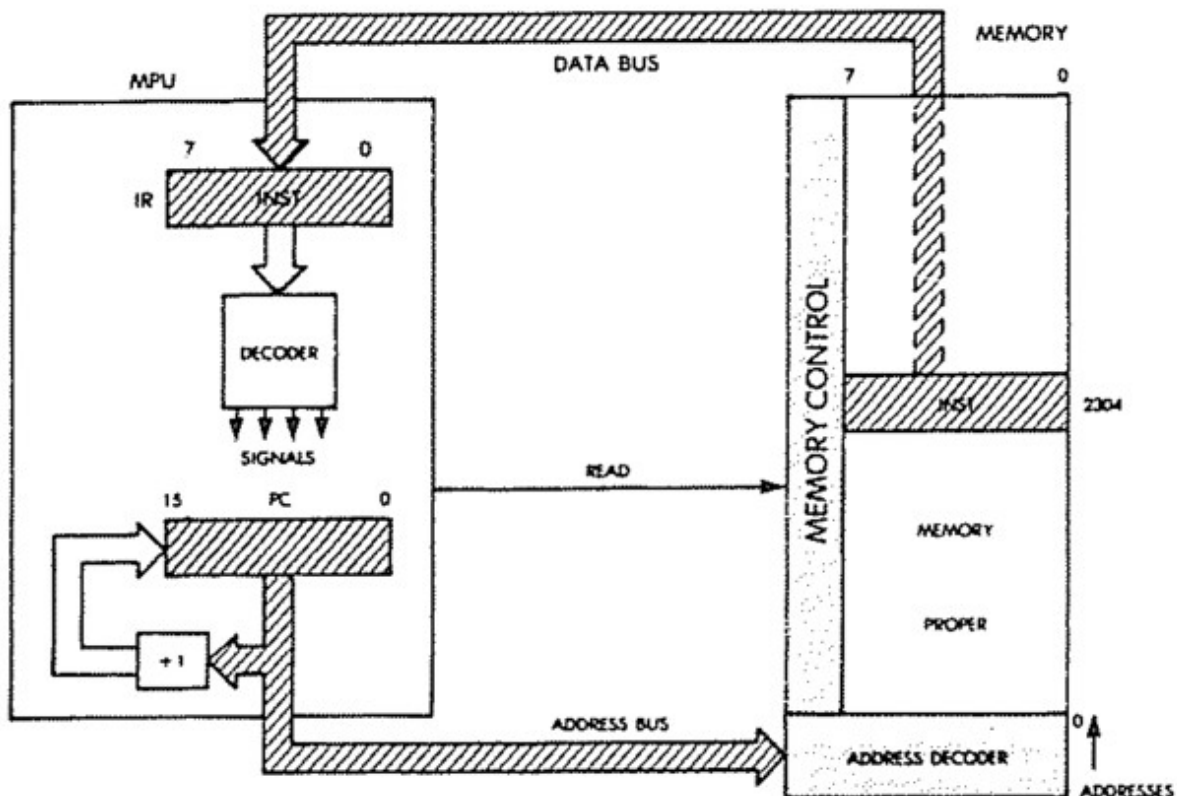 MEMORY
DATA BUS
7 0
MPU
7 0
IR INST
DECODER
MEMORY CONTROL
INST 2304
SIGNALS
READ
15 PC 0
MEMORY
PROPER
+1
ADDRESS BUS
0
ADDRESS DECODER
ADDRESSES